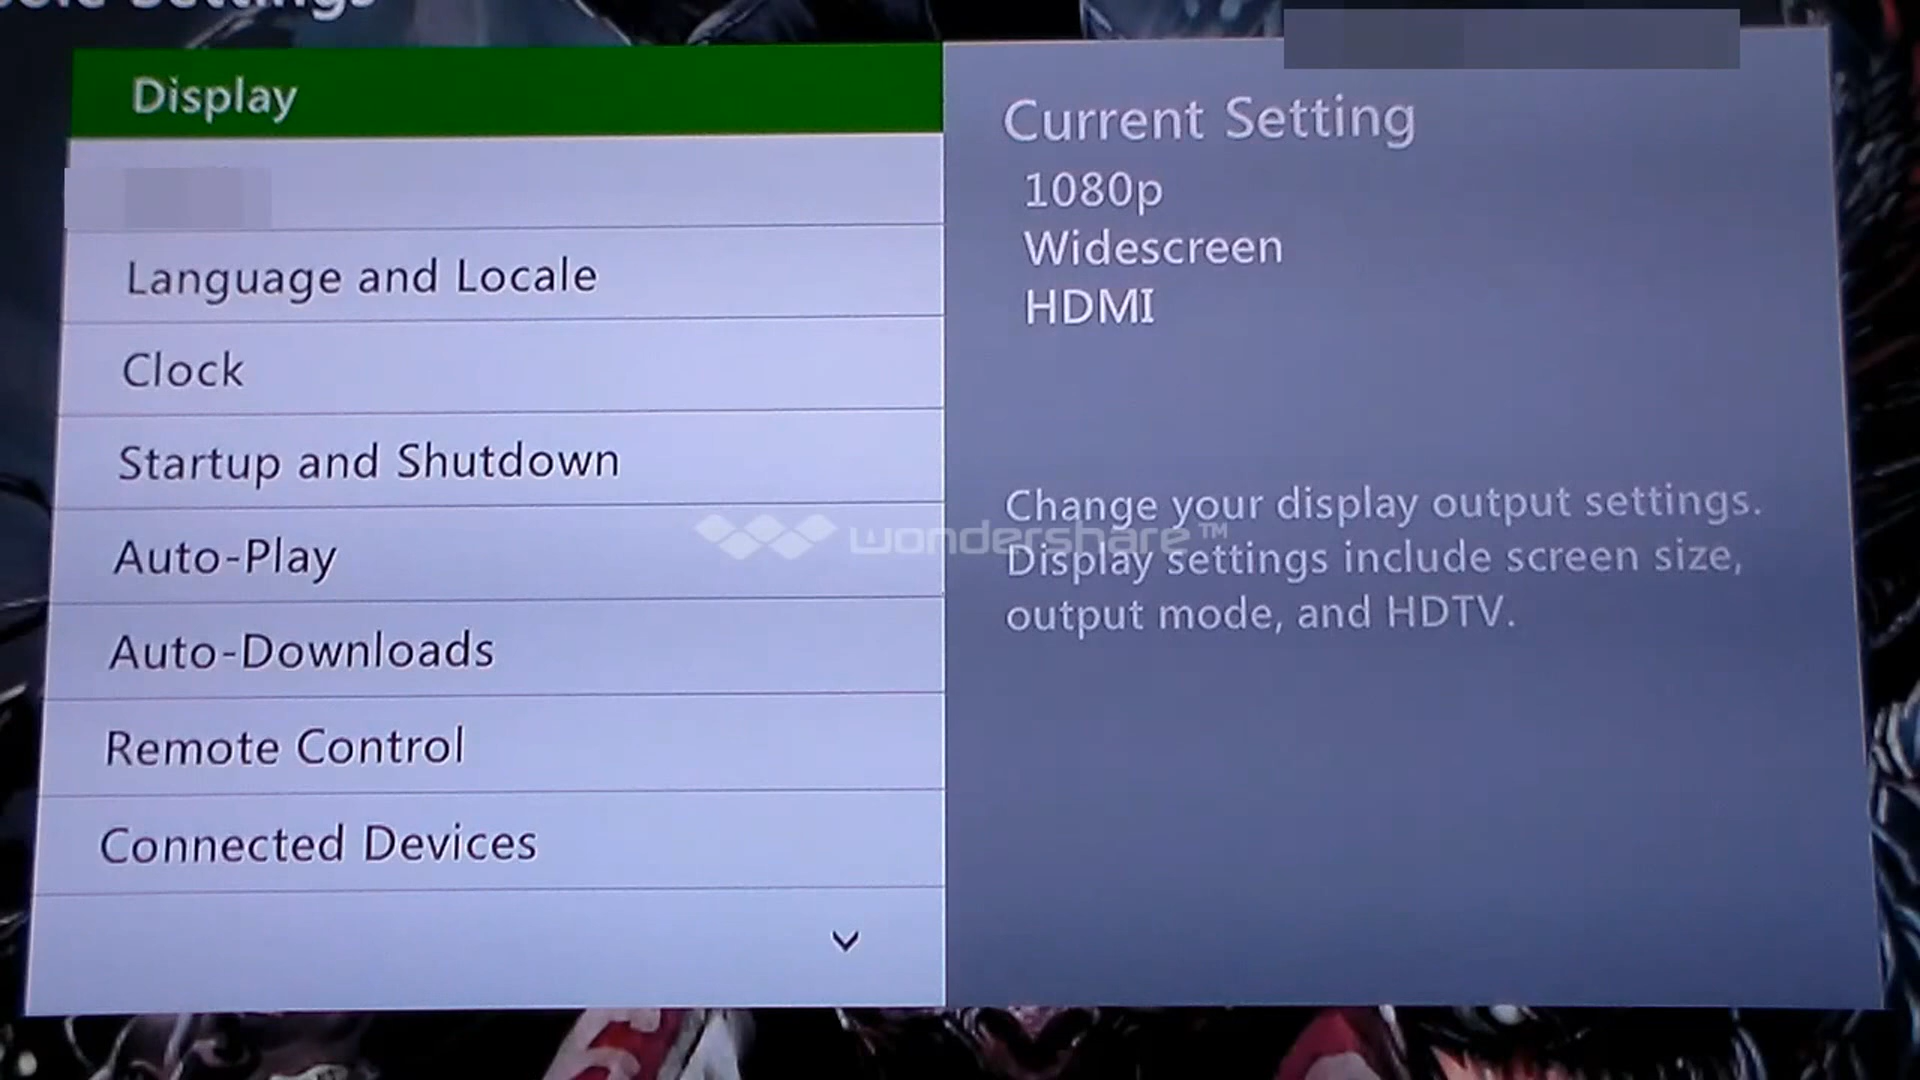 Settings
Display
Language and Locale
Clock
Startup and Shutdown
Auto-Play
Auto-Downloads
Remote Control
Connected Devices
Current Setting
1080p
Widescreen
HDMI
Change your display output settings.
Display settings include screen size,
output mode, and HDTV.
wondershare™